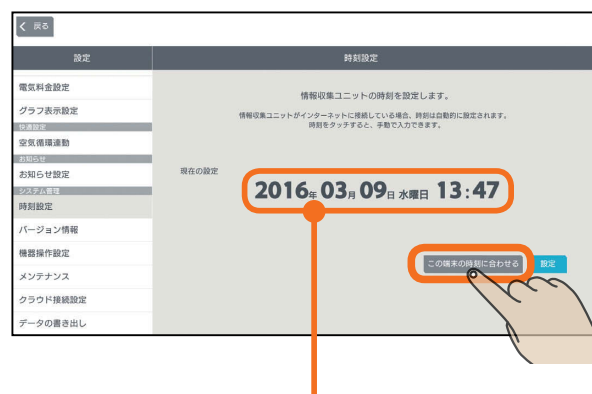 戻る
設定
時刻設定
電気料金設定
グラフ表示設定
快適設定
空気循環連動
お知らせ
お知らせ設定
システム管理
時刻設定
バージョン情報
機器操作設定
メンテナンス
クラウド接続設定
データの書き出し
情報収集ユニットの時刻を設定します。
情報収集ユニットがインターネットに接続している場合、時刻は自動的に設定されます。
時刻をタッチすると、手動で入力できます。
現在の設定
2016年 03月 09日 水曜日 13:47
この端末の時刻に合わせる
設定